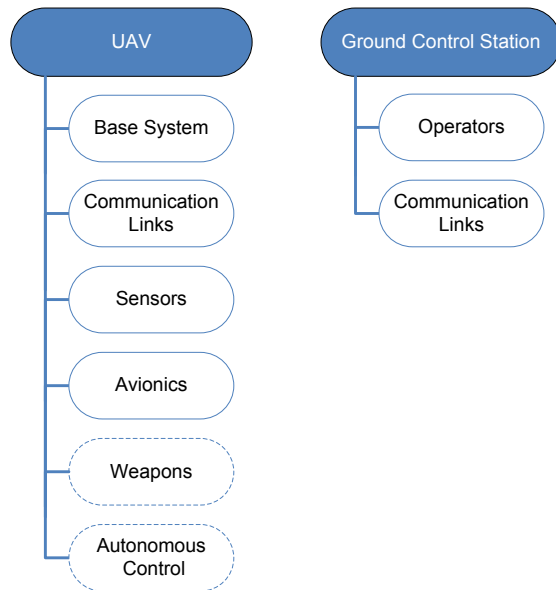 UAV
Base System
Communication
Links
Sensors
Avionics
Weapons
Autonomous
Control
Ground Control Station
Operators
Communication
Links